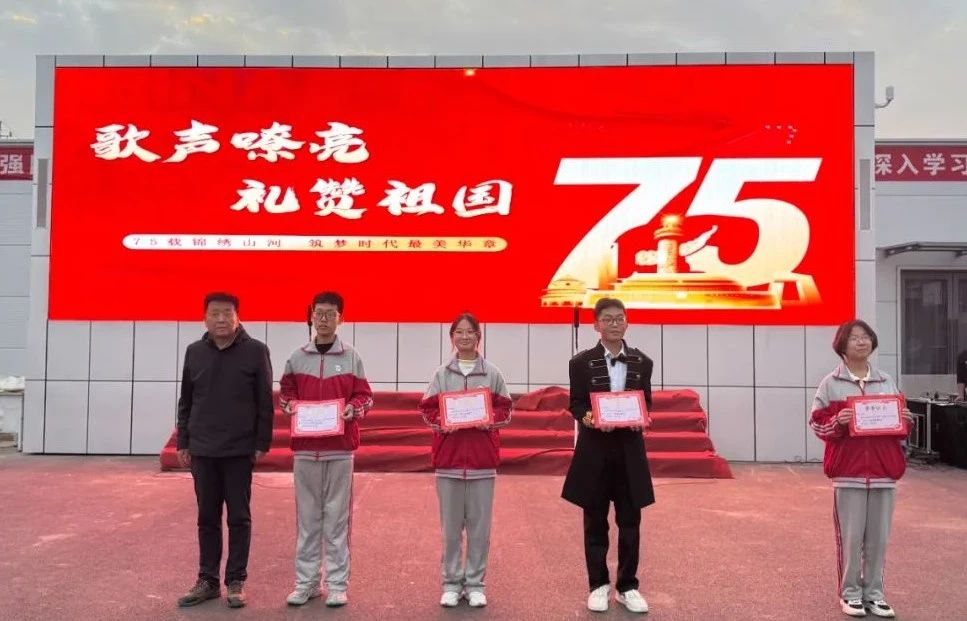 歌声嘹亮
礼赞祖国
75载锦绣山河 筑梦时代最美华章
75
强
深入学习